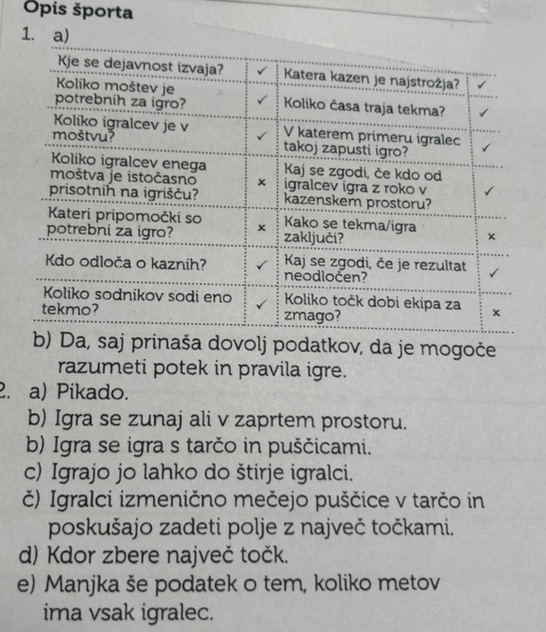 Opis športa
1. a)
Kje se dejavnost izvaja? ✓ Katera kazen je najstrožja? ✓
Koliko moštev je
potrebnih za igro? ✓ Koliko časa traja tekma? ✓
Koliko igralcev je v
moštvu? ✓ V katerem primeru igralec
takoj zapusti igro? ✓
Koliko igralcev enega
moštva je istočasno
prisotnih na igrišču? × Kaj se zgodi, če kdo od
igralcev igra z roko v
kazenskem prostoru? ✓
Kateri pripomočki so
potrebni za igro? × Kako se tekma/igra
zaključi? ×
Kdo odloča o kaznih? ✓ Kaj se zgodi, če je rezultat
neodločen? ✓
Koliko sodnikov sodi eno
tekmo? ✓ Koliko točk dobi ekipa za
zmago? ×
b) Da, saj prinaša dovolj podatkov, da je mogoče
razumeti potek in pravila igre.
2. a) Pikado.
b) Igra se zunaj ali v zaprtem prostoru.
b) Igra se igra s tarčo in puščicami.
c) Igrajo jo lahko do štirje igralci.
č) Igralci izmenično mečejo puščice v tarčo in
poskušajo zadeti polje z največ točkami.
d) Kdor zbere največ točk.
e) Manjka še podatek o tem, koliko metov
ima vsak igralec.